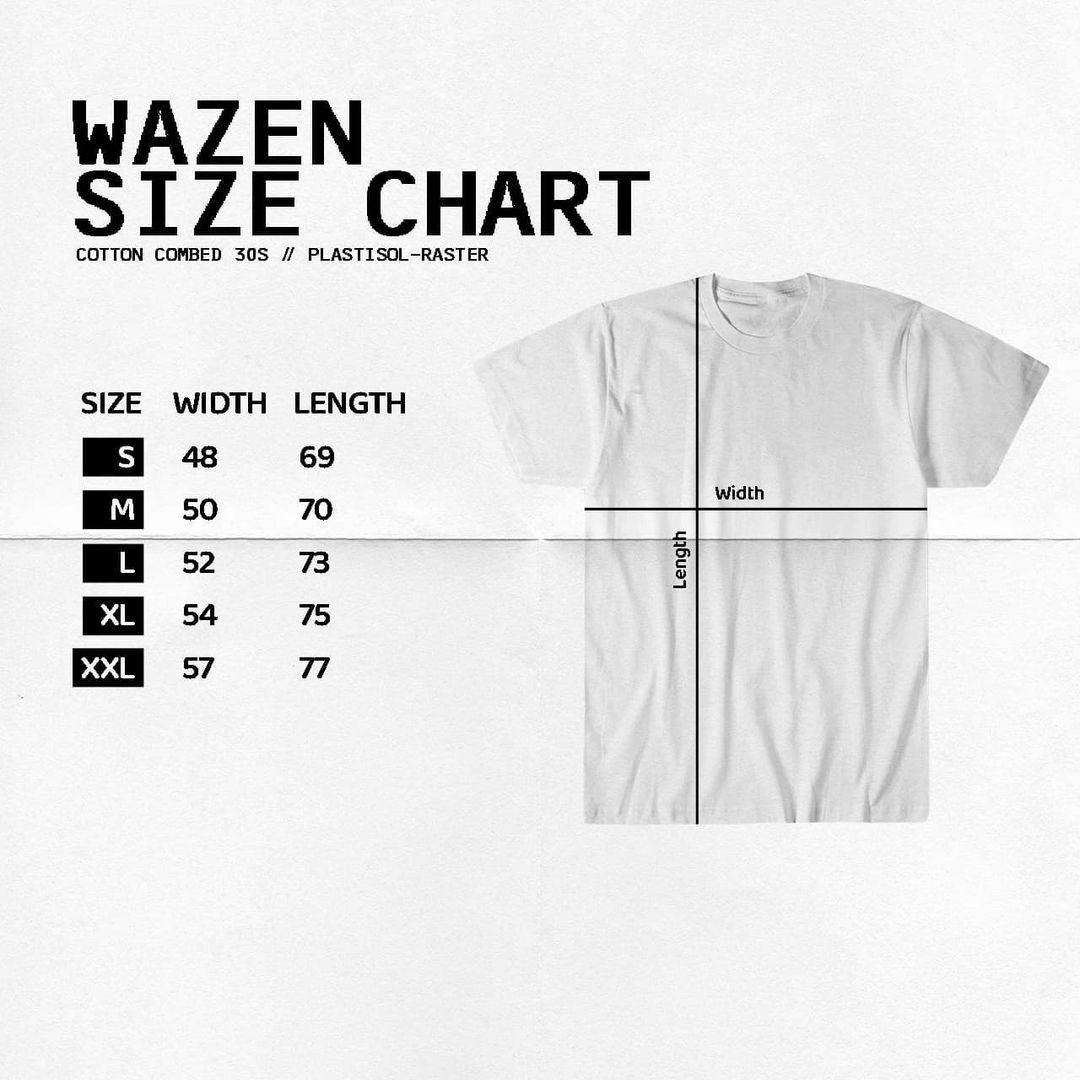 WAZEN
SIZE CHART
COTTON COMBED 30S // PLASTISOL-RASTER
SIZE WIDTH LENGTH
S 48 69
M 50 70
L 52 73
XL 54 75
XXL 57 77
Width
Length